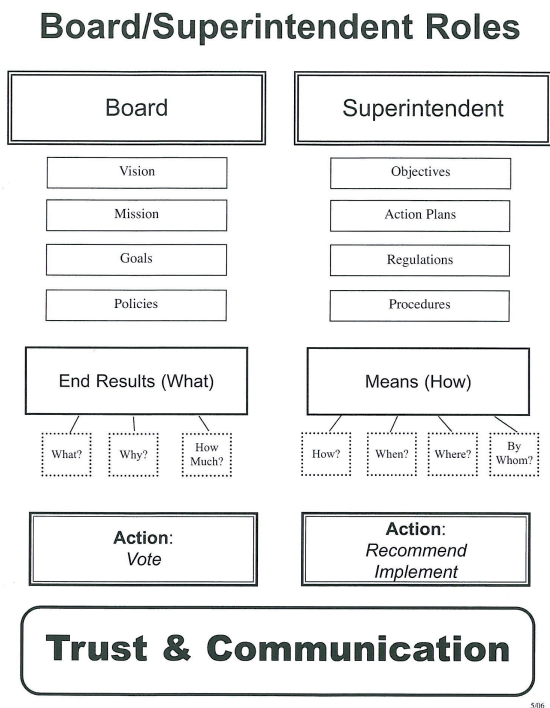 Board/Superintendent Roles
Board
Superintendent
Vision
Mission
Goals
Policies
Objectives
Action Plans
Regulations
Procedures
End Results (What)
What?
Why?
How
Much?
Means (How)
How?
When?
Where?
By
Whom?
Action:
Vote
Action:
Recommend
Implement
Trust & Communication
5/06